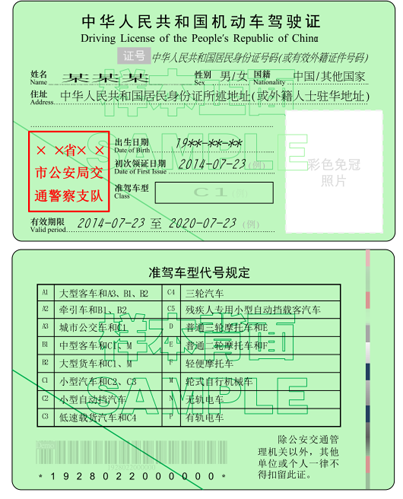 中华人民共和国机动车驾驶证
Driving License of the People's Republic of China
证号 中华人民共和国居民身份证号码(或有效外籍证件号码)
姓名 某某某 性别 男/女 国籍 中国/其他国家
Name Sex Nationality
住址 中华人民共和国居民身份证所述地址(或外籍人士驻华地址)
Address
样本正面
SAMPLE
××省××
市公安局交
通警察支队
出生日期 19**-**-**
Date of Birth
初次领证日期 2014-07-23 (例)
Date of First Issue
准驾车型 C1
Class
彩色免冠
照片
有效期限 2014-07-23 至 2020-07-23 (例)
Valid period
准驾车型代号规定
A1 大型客车和A3、B1、B2 C4 三轮汽车
A2 牵引车和B1、B2 C5 残疾人专用小型自动挡载客汽车
A3 城市公交车和C1 D 普通三轮摩托车和E
B1 中型客车和C1、M E 普通二轮摩托车和F
B2 大型货车和C1、M F 轻便摩托车
C1 小型汽车和C2、C3 M 轮式自行机械车
C2 小型自动挡汽车 N 无轨电车
C3 低速载货汽车和C4 P 有轨电车
样本背面
SAMPLE
除公安交通管
理机关以外，其他
单位或个人一律不
得扣留此证。
*1928022000000*